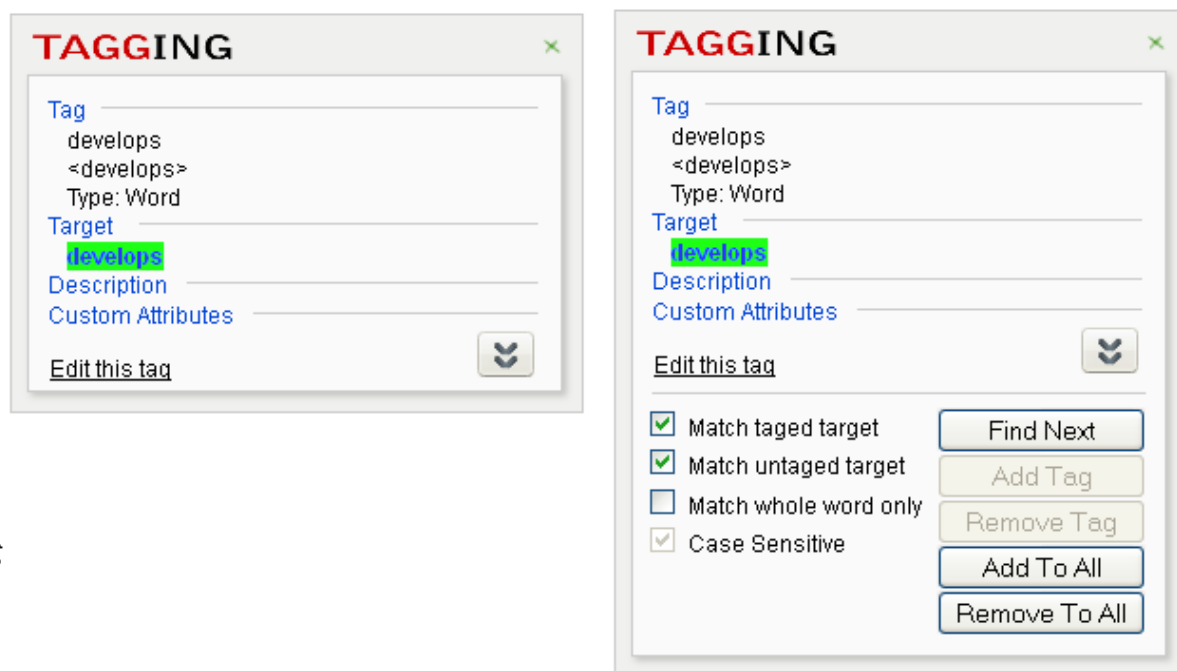 TAGGING
Tag
develops
<develops>
Type: Word
Target
develops
Description
Custom Attributes
Edit this tag
TAGGING
Tag
develops
<develops>
Type: Word
Target
develops
Description
Custom Attributes
Edit this tag
Match taged target
Match untaged target
Match whole word only
Case Sensitive
Find Next
Add Tag
Remove Tag
Add To All
Remove To All